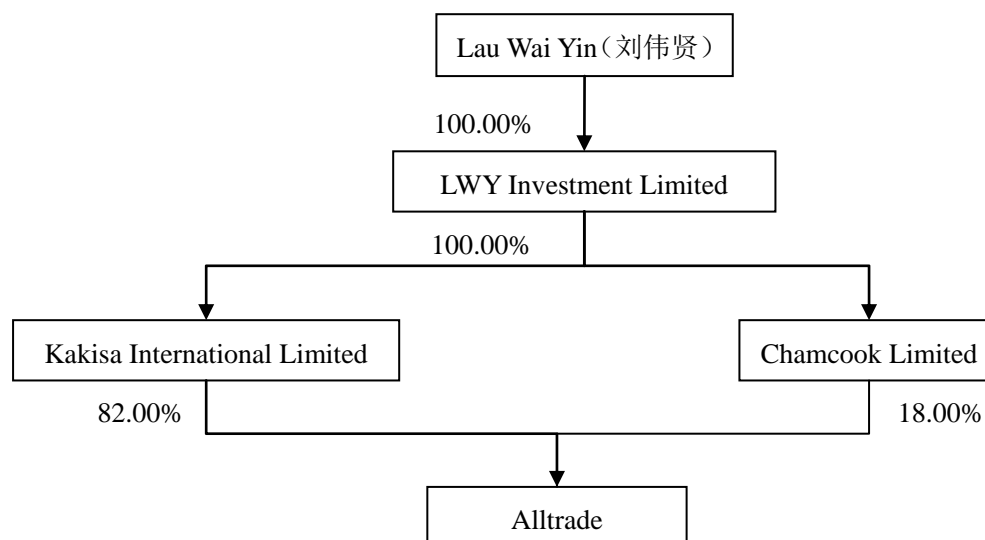 Lau Wai Yin（刘伟贤）
100.00%
LWY Investment Limited
100.00%
Kakisa International Limited
Chamcook Limited
82.00%
18.00%
Alltrade